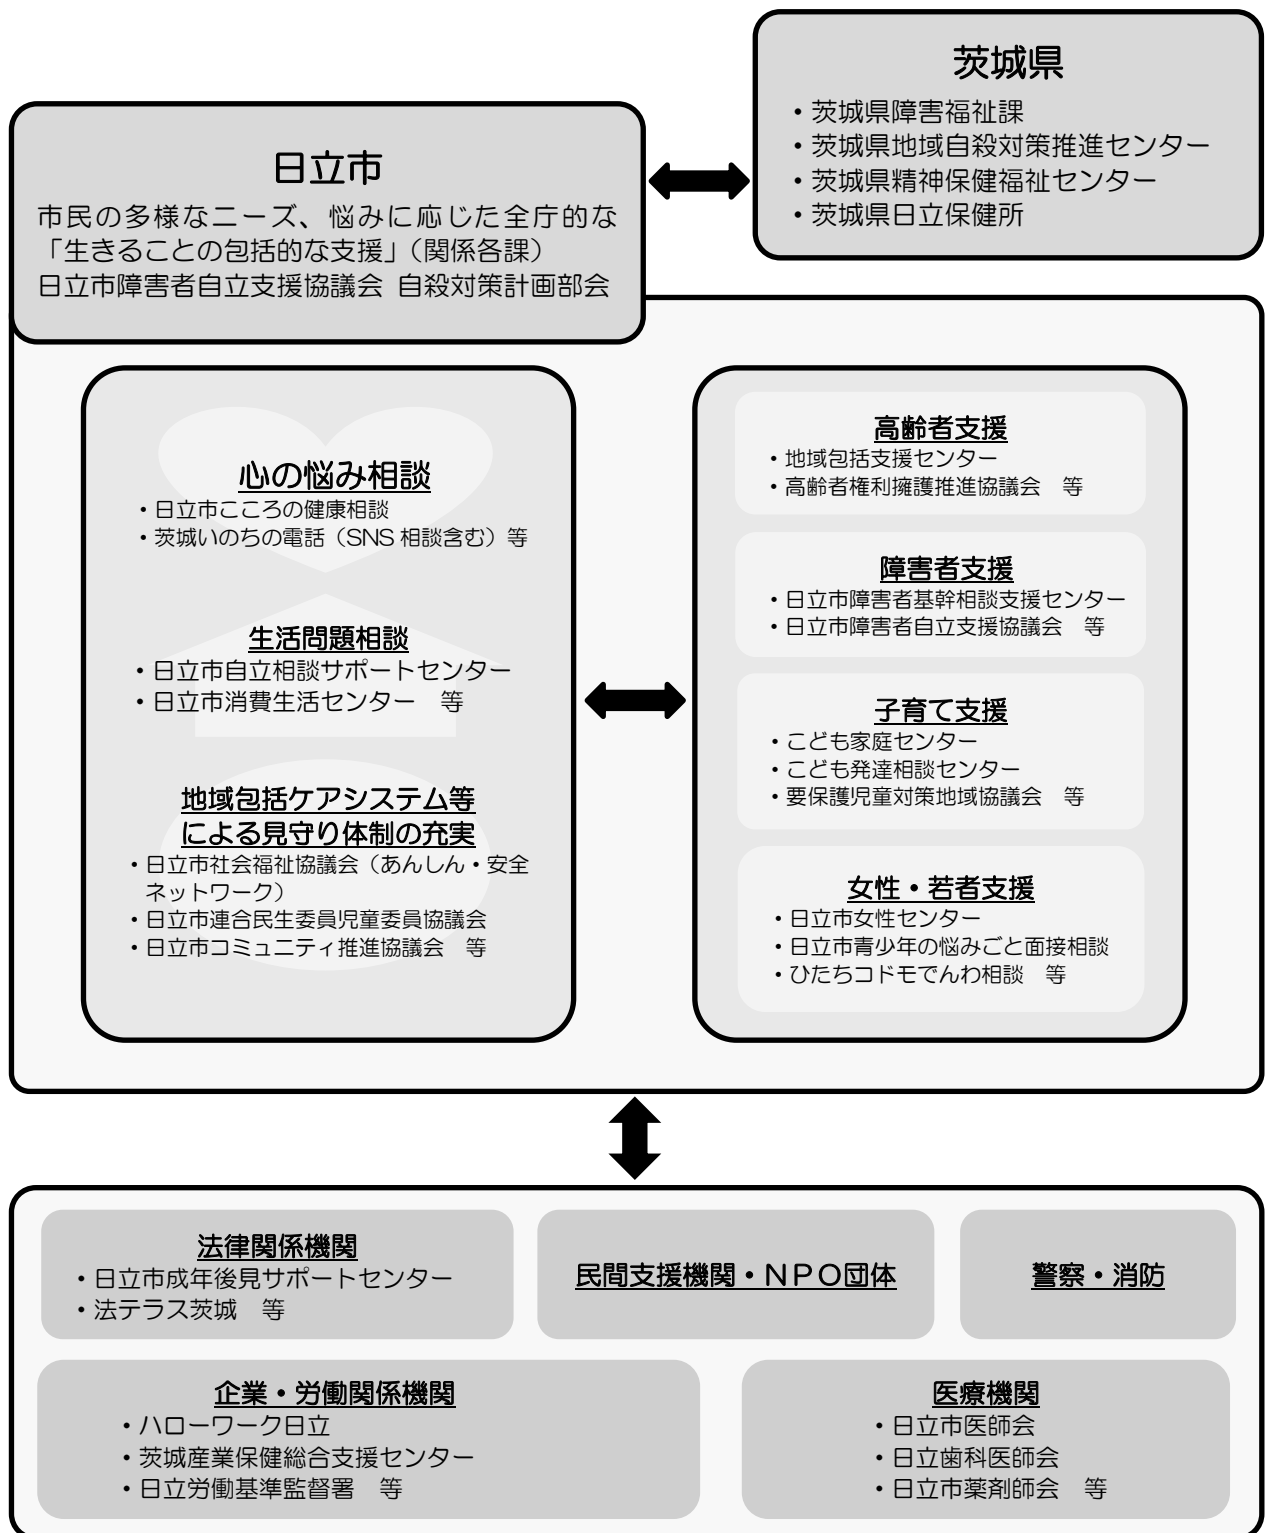 茨城県
・茨城県障害福祉課
・茨城県地域自殺対策推進センター
・茨城県精神保健福祉センター
・茨城県日立保健所
日立市
市民の多様なニーズ、悩みに応じた全庁的な
「生きることの包括的な支援」（関係各課）
日立市障害者自立支援協議会 自殺対策計画部会
心の悩み相談
・日立市こころの健康相談
・茨城いのちの電話（SNS 相談含む）等
生活問題相談
・日立市自立相談サポートセンター
・日立市消費生活センター　等
地域包括ケアシステム等
による見守り体制の充実
・日立市社会福祉協議会（あんしん・安全
ネットワーク）
・日立市連合民生委員児童委員協議会
・日立市コミュニティ推進協議会　等
高齢者支援
・地域包括支援センター
・高齢者権利擁護推進協議会　等
障害者支援
・日立市障害者基幹相談支援センター
・日立市障害者自立支援協議会　等
子育て支援
・こども家庭センター
・こども発達相談センター
・要保護児童対策地域協議会　等
女性・若者支援
・日立市女性センター
・日立市青少年の悩みごと面接相談
・ひたちコドモでんわ相談　等
法律関係機関
・日立市成年後見サポートセンター
・法テラス茨城　等
民間支援機関・ＮＰＯ団体
警察・消防
企業・労働関係機関
・ハローワーク日立
・茨城産業保健総合支援センター
・日立労働基準監督署　等
医療機関
・日立市医師会
・日立歯科医師会
・日立市薬剤師会　等